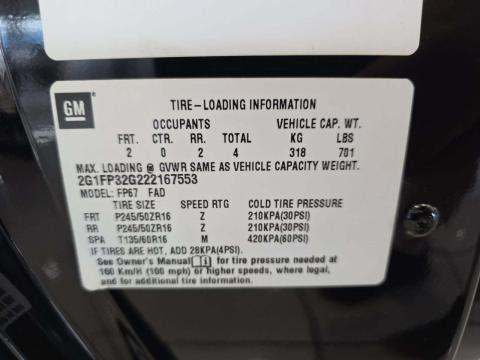 GM
TIRE-LOADING INFORMATION
OCCUPANTS VEHICLE CAP. WT.
FRT. CTR. RR. TOTAL KG LBS
2 0 2 4 318 701
MAX. LOADING @ GVWR SAME AS VEHICLE CAPACITY WEIGHT.
2G1FP32G222167553
MODEL: FP67 FAD
TIRE SIZE SPEED RTG COLD TIRE PRESSURE
FRT P245/50ZR16 Z 210KPA(30PSI)
RR P245/50ZR16 Z 210KPA(30PSI)
SPA T135/60R16 M 420KPA(60PSI)
IF TIRES ARE HOT, ADD 28KPA(4PSI).
See Owner's Manual for tire pressure needed at
160 Km/H (100 mph) or higher speeds, where legal,
and for additional tire information.